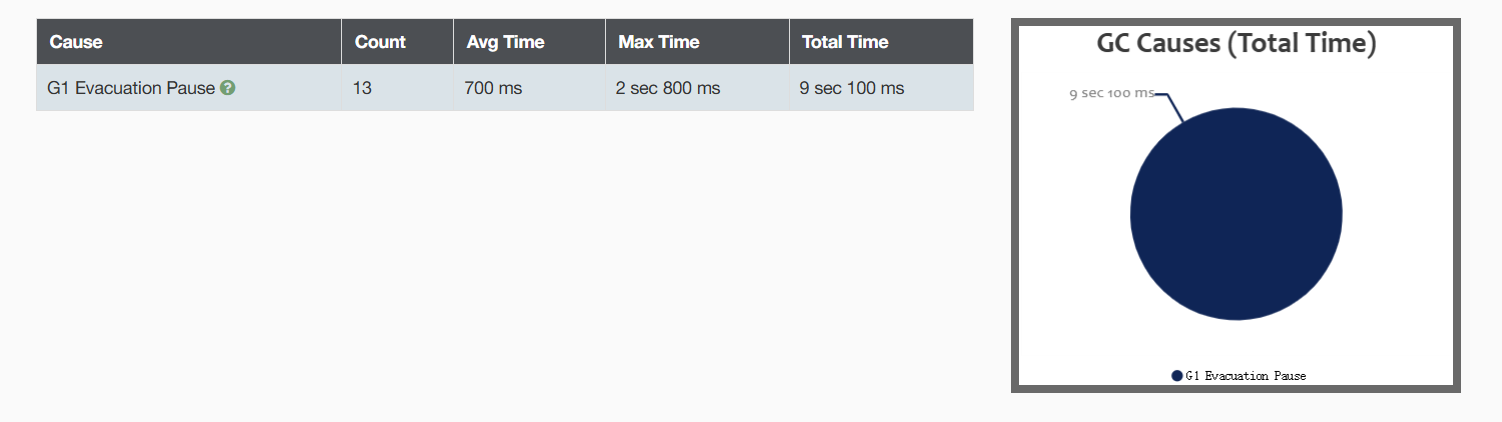 Cause Count Avg Time Max Time Total Time
G1 Evacuation Pause ? 13 700 ms 2 sec 800 ms 9 sec 100 ms
GC Causes (Total Time)
9 sec 100 ms
G1 Evacuation Pause